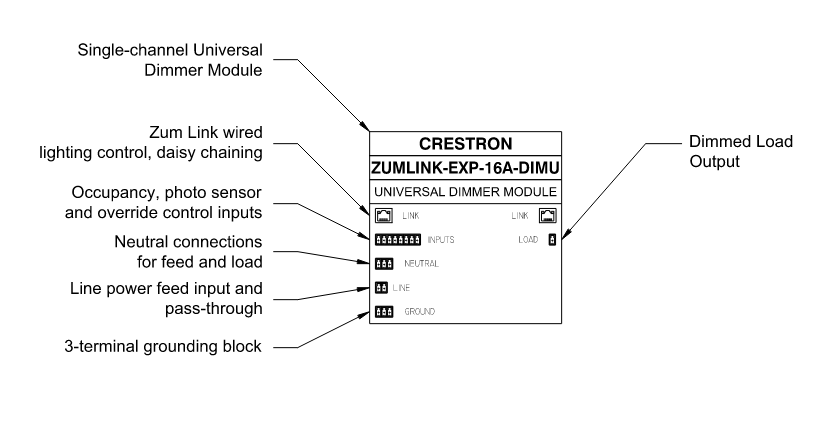 Single-channel Universal
Dimmer Module
Zum Link wired
lighting control, daisy chaining
Occupancy, photo sensor
and override control inputs
Neutral connections
for feed and load
Line power feed input and
pass-through
3-terminal grounding block
CRESTRON
ZUMLINK-EXP-16A-DIMU
UNIVERSAL DIMMER MODULE
LINK LINK
INPUTS LOAD
NEUTRAL
LINE
GROUND
Dimmed Load
Output